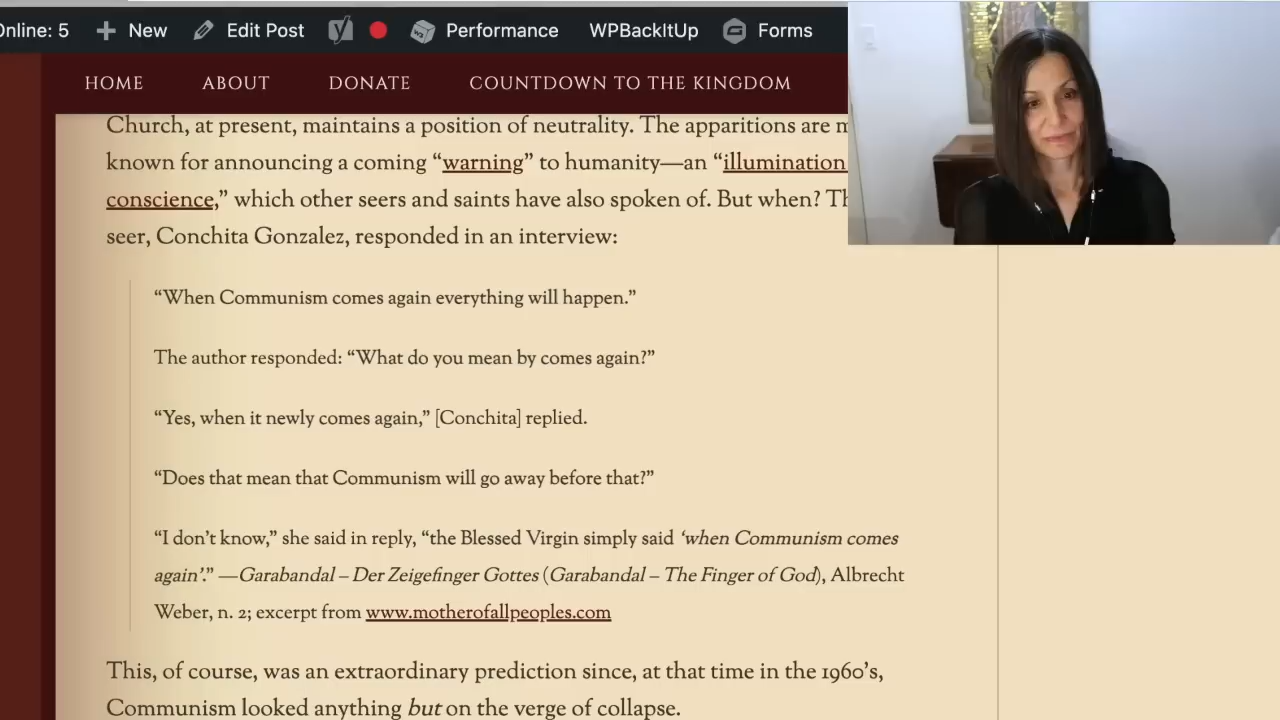 Online: 5 New Edit Post Performance WPBackItUp Forms
HOME ABOUT DONATE COUNTDOWN TO THE KINGDOM
Church, at present, maintains a position of neutrality. The apparitions are
known for announcing a coming “warning” to humanity—an “illumination
conscience,” which other seers and saints have also spoken of. But when?
seer, Conchita Gonzalez, responded in an interview:
“When Communism comes again everything will happen.”
The author responded: “What do you mean by comes again?”
“Yes, when it newly comes again,” [Conchita] replied.
“Does that mean that Communism will go away before that?”
“I don’t know,” she said in reply, “the Blessed Virgin simply said ‘when Communism comes
again’.” —Garabandal – Der Zeigefinger Gottes (Garabandal – The Finger of God), Albrecht
Weber, n. 2; excerpt from www.motherofallpeoples.com
This, of course, was an extraordinary prediction since, at that time in the 1960’s,
Communism looked anything but on the verge of collapse.